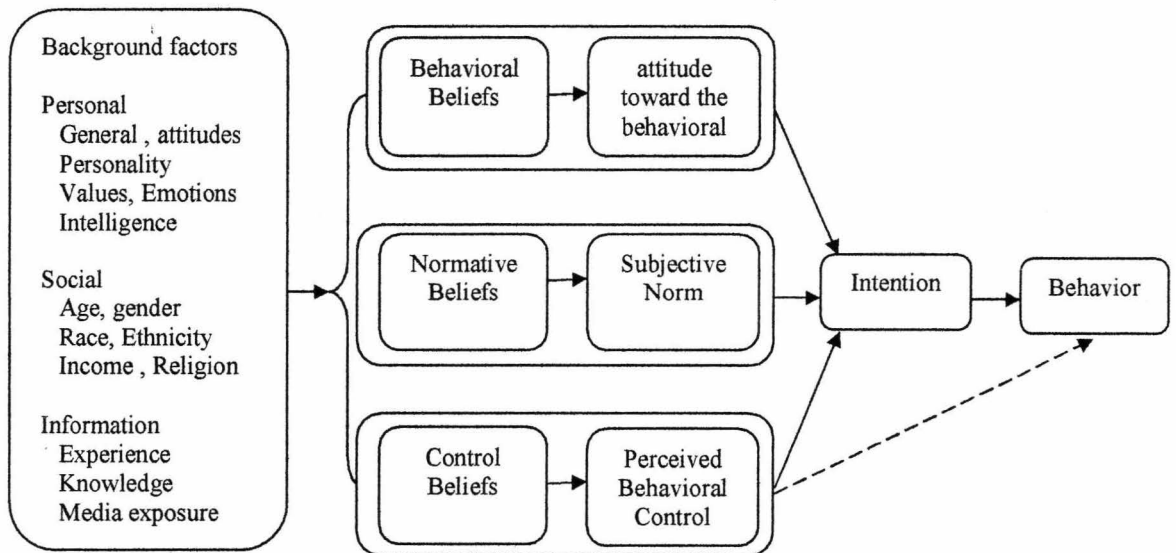 Background factors
Personal
General , attitudes
Personality
Values, Emotions
Intelligence
Social
Age, gender
Race, Ethnicity
Income , Religion
Information
Experience
Knowledge
Media exposure
Behavioral
Beliefs
attitude
toward the
behavioral
Normative
Beliefs
Subjective
Norm
Control
Beliefs
Perceived
Behavioral
Control
Intention
Behavior